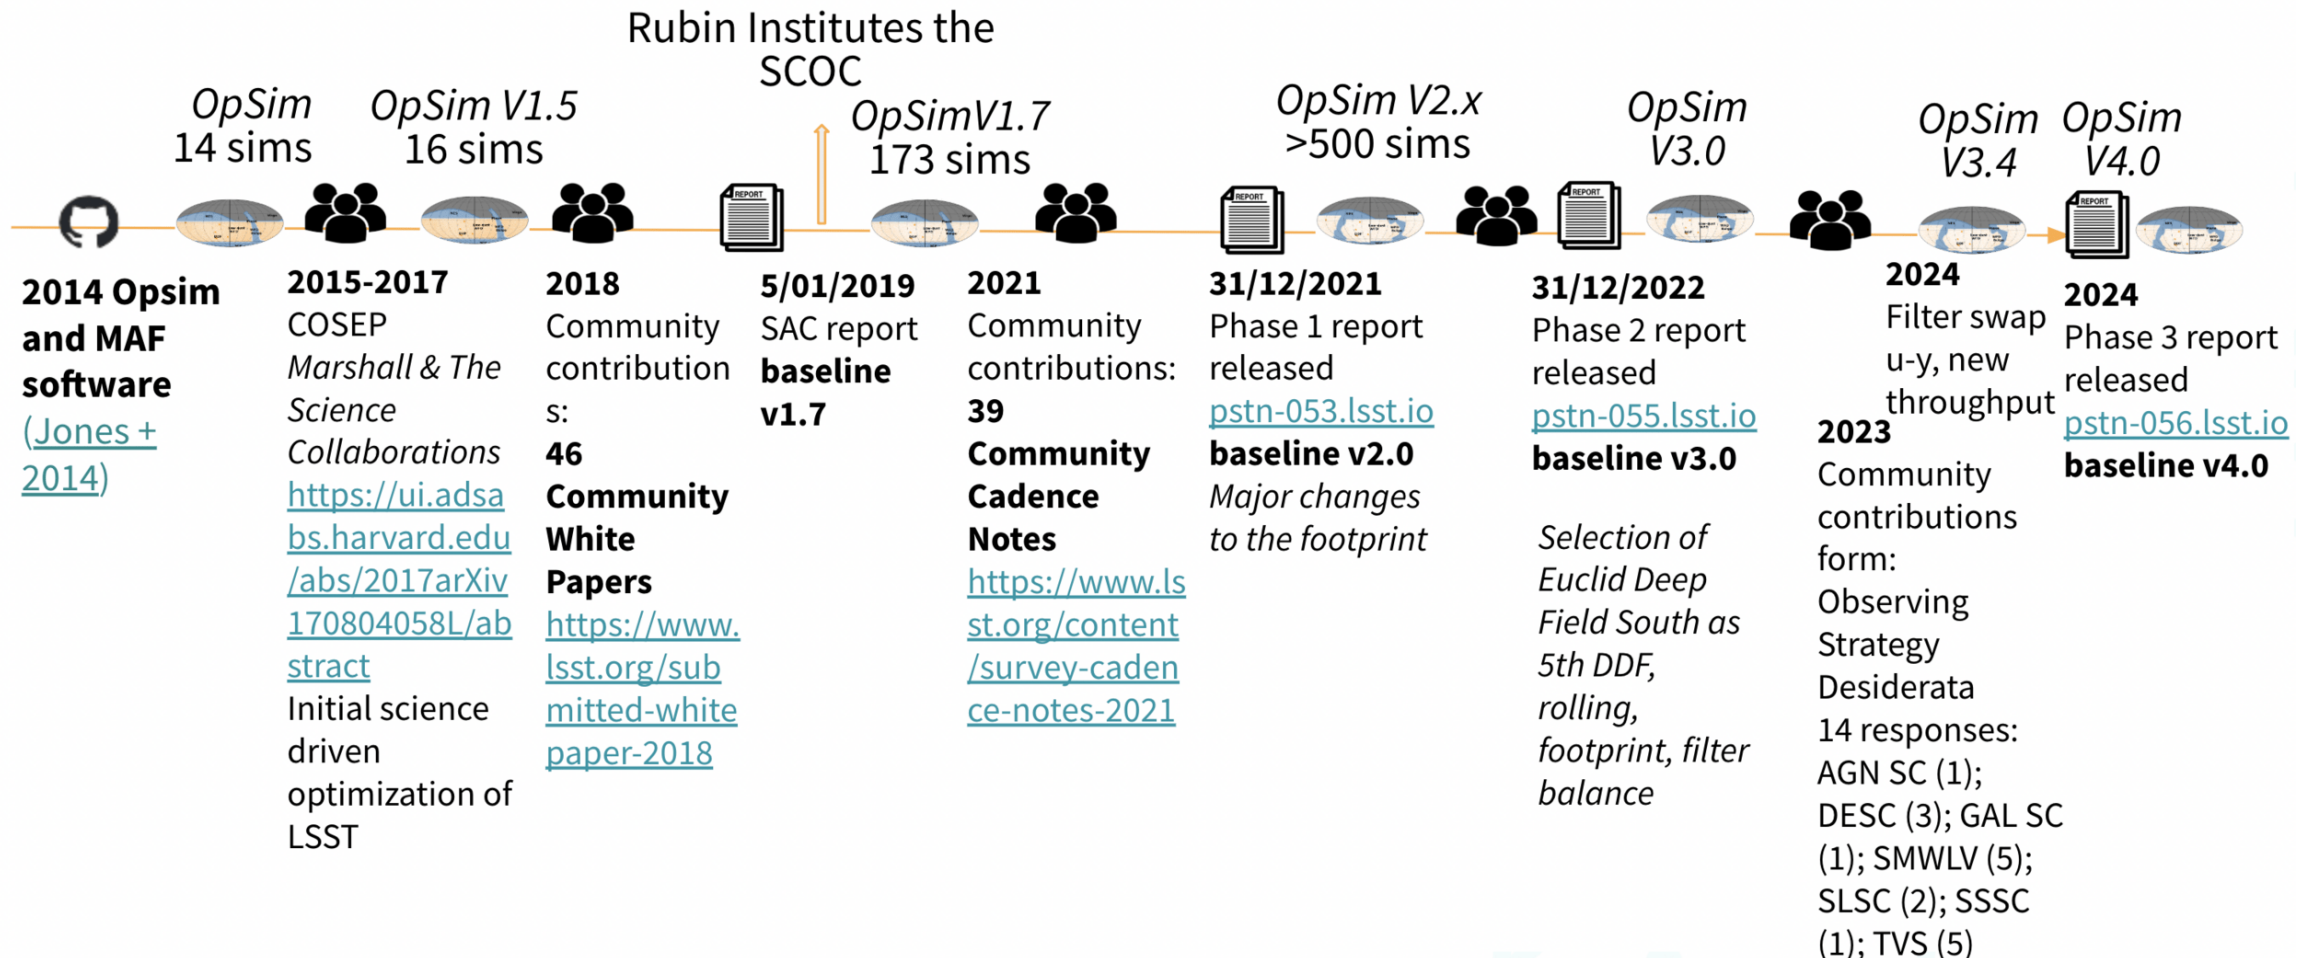 Rubin Institutes the
SCOC
OpSim
14 sims
OpSim V1.5
16 sims
OpSimV1.7
173 sims
OpSim V2.x
>500 sims
OpSim
V3.0
OpSim
V3.4
OpSim
V4.0
REPORT
REPORT
REPORT
REPORT
2014 Opsim
and MAF
software
(Jones +
2014)
2015-2017
COSEP
Marshall & The
Science
Collaborations
https://ui.adsa
bs.harvard.edu
/abs/2017arXiv
170804058L/ab
stract
Initial science
driven
optimization of
LSST
2018
Community
contribution
s:
46
Community
White
Papers
https://www.
lsst.org/sub
mitted-white
paper-2018
5/01/2019
SAC report
baseline
v1.7
2021
Community
contributions:
39
Community
Cadence
Notes
https://www.ls
st.org/content
/survey-caden
ce-notes-2021
31/12/2021
Phase 1 report
released
pstn-053.lsst.io
baseline v2.0
Major changes
to the footprint
31/12/2022
Phase 2 report
released
pstn-055.lsst.io
baseline v3.0
Selection of
Euclid Deep
Field South as
5th DDF,
rolling,
footprint, filter
balance
2024
Filter swap
u-y, new
throughput
2023
Community
contributions
form:
Observing
Strategy
Desiderata
14 responses:
AGN SC (1);
DESC (3); GAL SC
(1); SMWLV (5);
SLSC (2); SSSC
(1); TVS (5)
2024
Phase 3 report
released
pstn-056.lsst.io
baseline v4.0